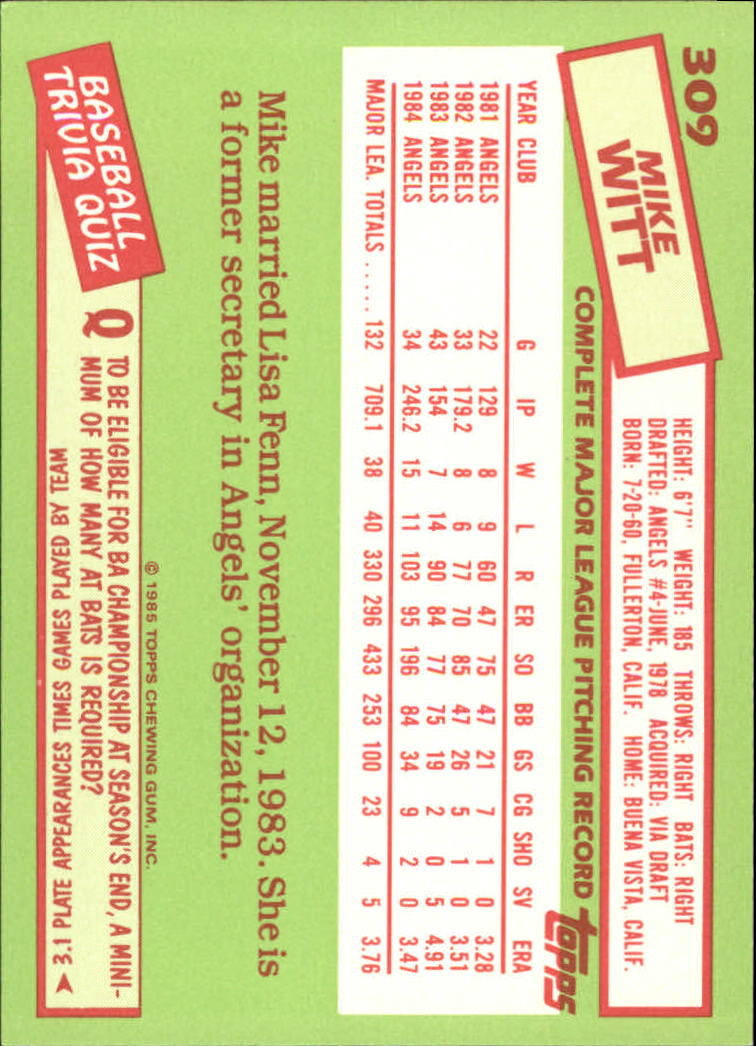 309
MIKE
WITT
HEIGHT: 6'7" WEIGHT: 185 THROWS: RIGHT BATS: RIGHT
DRAFTED: ANGELS #4-JUNE, 1978 ACQUIRED: VIA DRAFT
BORN: 7-20-60, FULLERTON, CALIF. HOME: BUENA VISTA, CALIF.
COMPLETE MAJOR LEAGUE PITCHING RECORD topps
YEAR CLUB G IP W L R ER SO BB GS CG SHO SV ERA
1981 ANGELS 22 129 8 9 60 47 75 47 21 7 1 0 3.28
1982 ANGELS 33 179.2 8 6 77 70 85 47 26 5 1 0 3.51
1983 ANGELS 43 154 7 14 90 84 77 75 19 2 0 5 4.91
1984 ANGELS 34 246.2 15 11 103 95 196 84 34 9 2 0 3.47
MAJOR LEA. TOTALS ..... 132 709.1 38 40 330 296 433 253 100 23 4 5 3.76
Mike married Lisa Fenn, November 12, 1983. She is
a former secretary in Angels' organization.
© 1985 TOPPS CHEWING GUM, INC.
BASEBALL
TRIVIA QUIZ
Q TO BE ELIGIBLE FOR BA CHAMPIONSHIP AT SEASON'S END, A MINI-
MUM OF HOW MANY AT BATS IS REQUIRED?
3.1 PLATE APPEARANCES TIMES GAMES PLAYED BY TEAM